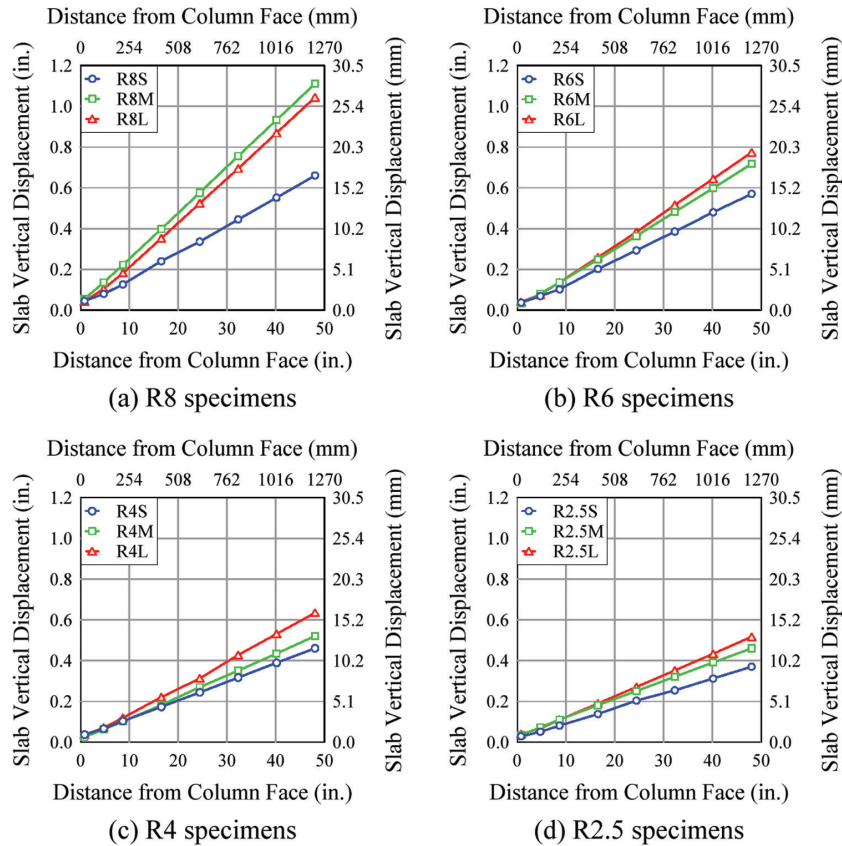 Distance from Column Face (mm)
0 254 508 762 1016 1270
Slab Vertical Displacement (in.)
1.2
1.0
0.8
0.6
0.4
0.2
0.0
R8S
R8M
R8L
30.5
25.4
20.3
15.2
10.2
5.1
0.0
Slab Vertical Displacement (mm)
0 10 20 30 40 50
Distance from Column Face (in.)
(a) R8 specimens
Distance from Column Face (mm)
0 254 508 762 1016 1270
Slab Vertical Displacement (in.)
1.2
1.0
0.8
0.6
0.4
0.2
0.0
R6S
R6M
R6L
30.5
25.4
20.3
15.2
10.2
5.1
0.0
Slab Vertical Displacement (mm)
0 10 20 30 40 50
Distance from Column Face (in.)
(b) R6 specimens
Distance from Column Face (mm)
0 254 508 762 1016 1270
Slab Vertical Displacement (in.)
1.2
1.0
0.8
0.6
0.4
0.2
0.0
R4S
R4M
R4L
30.5
25.4
20.3
15.2
10.2
5.1
0.0
Slab Vertical Displacement (mm)
0 10 20 30 40 50
Distance from Column Face (in.)
(c) R4 specimens
Distance from Column Face (mm)
0 254 508 762 1016 1270
Slab Vertical Displacement (in.)
1.2
1.0
0.8
0.6
0.4
0.2
0.0
R2.5S
R2.5M
R2.5L
30.5
25.4
20.3
15.2
10.2
5.1
0.0
Slab Vertical Displacement (mm)
0 10 20 30 40 50
Distance from Column Face (in.)
(d) R2.5 specimens